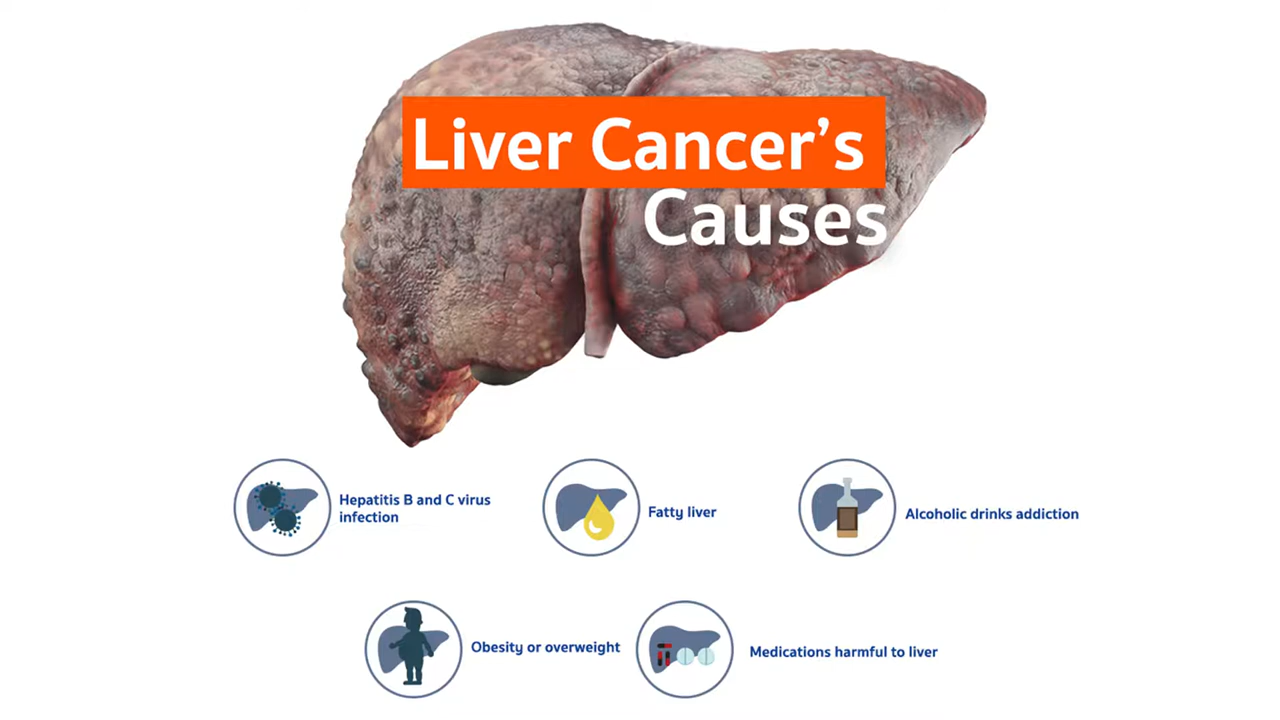 Liver Cancer's
Causes
Hepatitis B and C virus
infection
Fatty liver
Alcoholic drinks addiction
Obesity or overweight
Medications harmful to liver